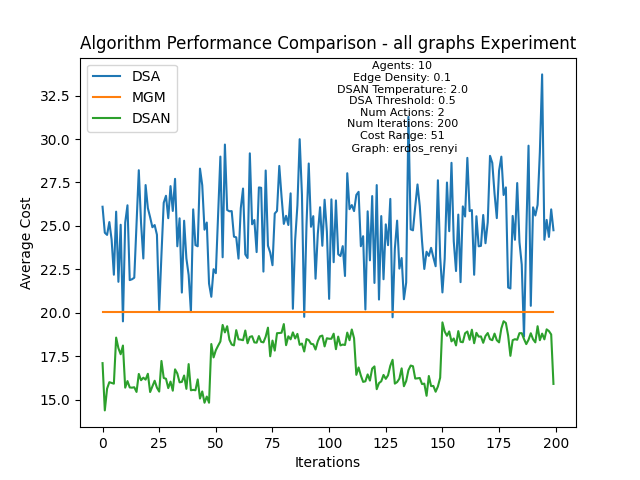 Algorithm Performance Comparison - all graphs Experiment
DSA
MGM
DSAN
Agents: 10
Edge Density: 0.1
DSAN Temperature: 2.0
DSA Threshold: 0.5
Num Actions: 2
Num Iterations: 200
Cost Range: 51
Graph: erdos_renyi
Average Cost
32.5
30.0
27.5
25.0
22.5
20.0
17.5
15.0
0 25 50 75 100 125 150 175 200
Iterations